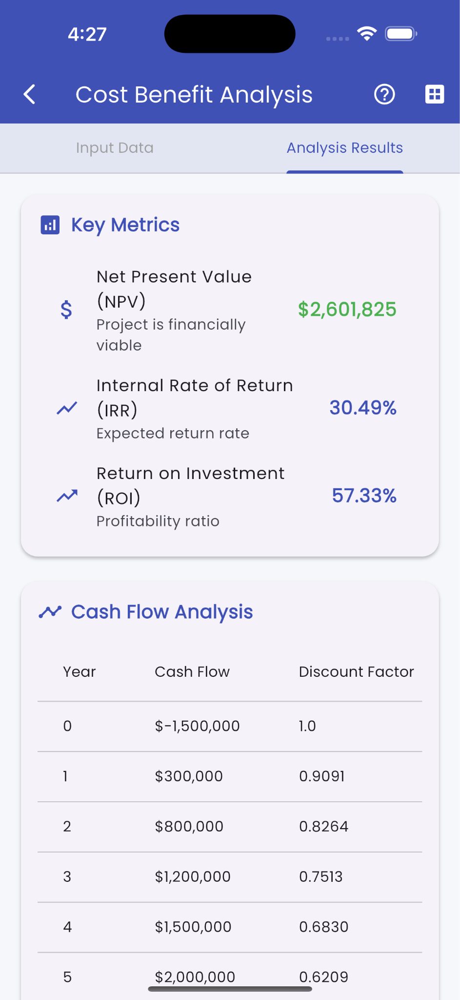 4:27
Cost Benefit Analysis
Input Data
Analysis Results
Key Metrics
Net Present Value
(NPV)
Project is financially
viable
$2,601,825
Internal Rate of Return
(IRR)
Expected return rate
30.49%
Return on Investment
(ROI)
Profitability ratio
57.33%
Cash Flow Analysis
Year Cash Flow Discount Factor
0 $-1,500,000 1.0
1 $300,000 0.9091
2 $800,000 0.8264
3 $1,200,000 0.7513
4 $1,500,000 0.6830
5 $2,000,000 0.6209